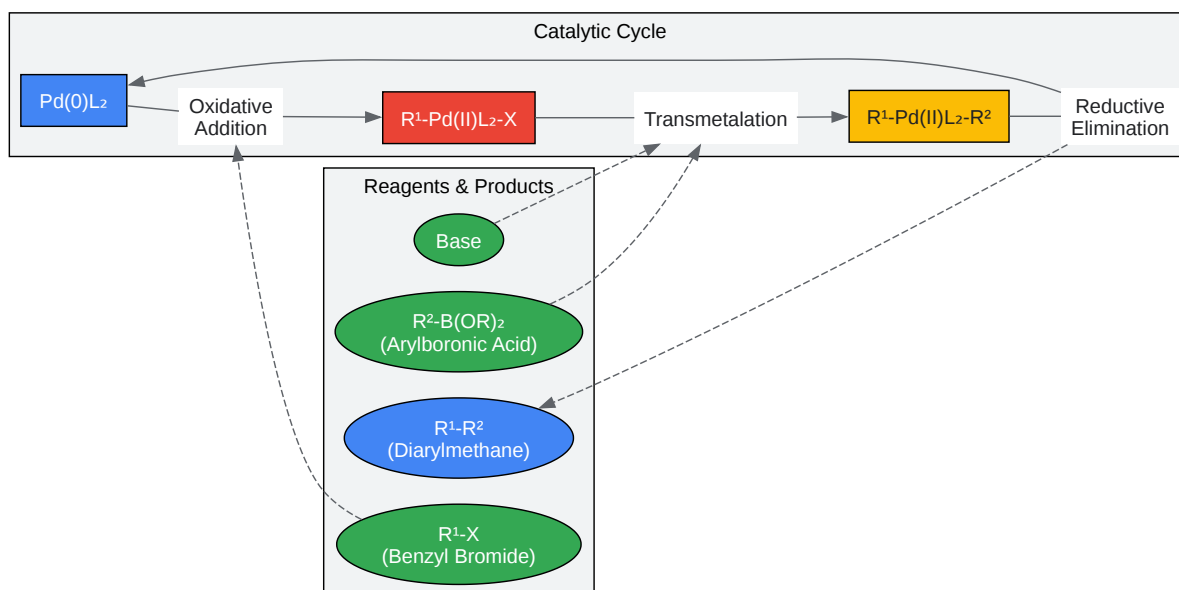 Catalytic Cycle
Pd(0)L₂
Oxidative
Addition
R¹-Pd(II)L₂-X
Transmetalation
R¹-Pd(II)L₂-R²
Reductive
Elimination
Reagents & Products
Base
R²-B(OR)₂
(Arylboronic Acid)
R¹-R²
(Diarylmethane)
R¹-X
(Benzyl Bromide)